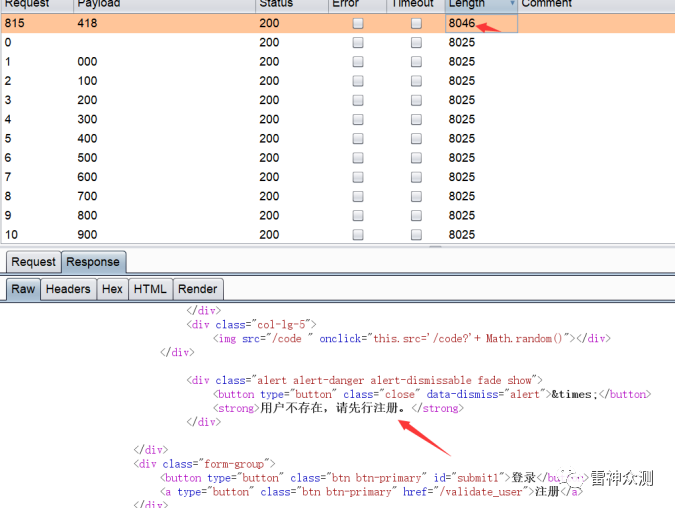 Request Payload Status Error Timeout Length Comment
815 418 200 8046
0 200 8025
1 000 200 8025
2 100 200 8025
3 200 200 8025
4 300 200 8025
5 400 200 8025
6 500 200 8025
7 600 200 8025
8 700 200 8025
9 800 200 8025
10 900 200 8025
Request Response
Raw Headers Hex HTML Render
</div>
<div class="col-lg-5">
<img src="/code " onclick="this.src='/code?'+ Math.random()"></div>
</div>
<div class="alert alert-danger alert-dismissable fade show">
<button type="button" class="close" data-dismiss="alert">&times;</button>
<strong>用户不存在，请先行注册。</strong>
</div>
</div>
<div class="form-group">
<button type="button" class="btn btn-primary" id="submit1">登录</bu
<a type="button" class="btn btn-primary" href="/validate_user">注册</a>
</div>
雷神众测